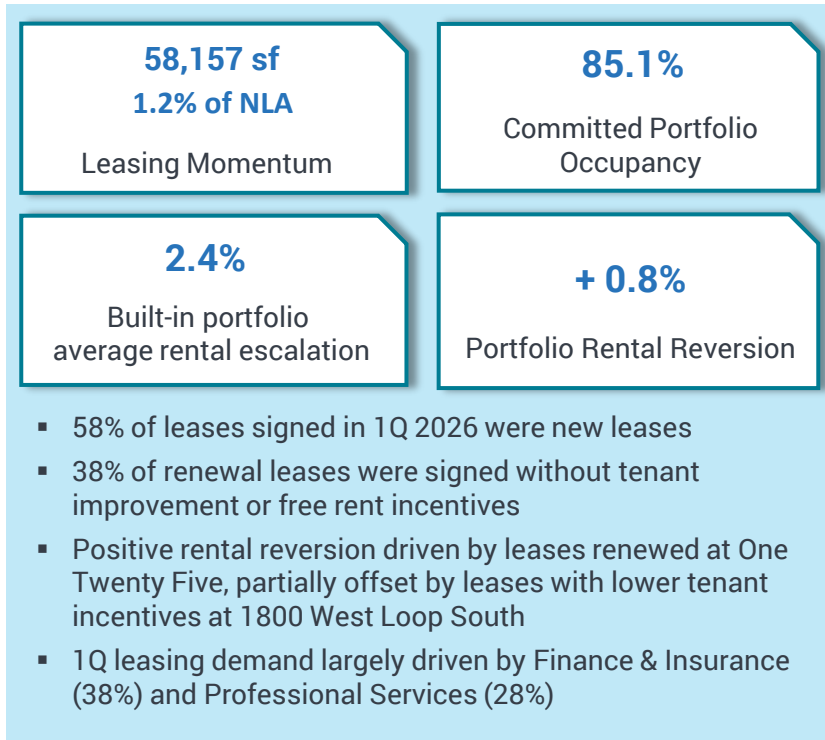 58,157 sf
1.2% of NLA
Leasing Momentum
85.1%
Committed Portfolio
Occupancy
2.4%
Built-in portfolio
average rental escalation
+ 0.8%
Portfolio Rental Reversion
▪ 58% of leases signed in 1Q 2026 were new leases
▪ 38% of renewal leases were signed without tenant
improvement or free rent incentives
▪ Positive rental reversion driven by leases renewed at One
Twenty Five, partially offset by leases with lower tenant
incentives at 1800 West Loop South
▪ 1Q leasing demand largely driven by Finance & Insurance
(38%) and Professional Services (28%)